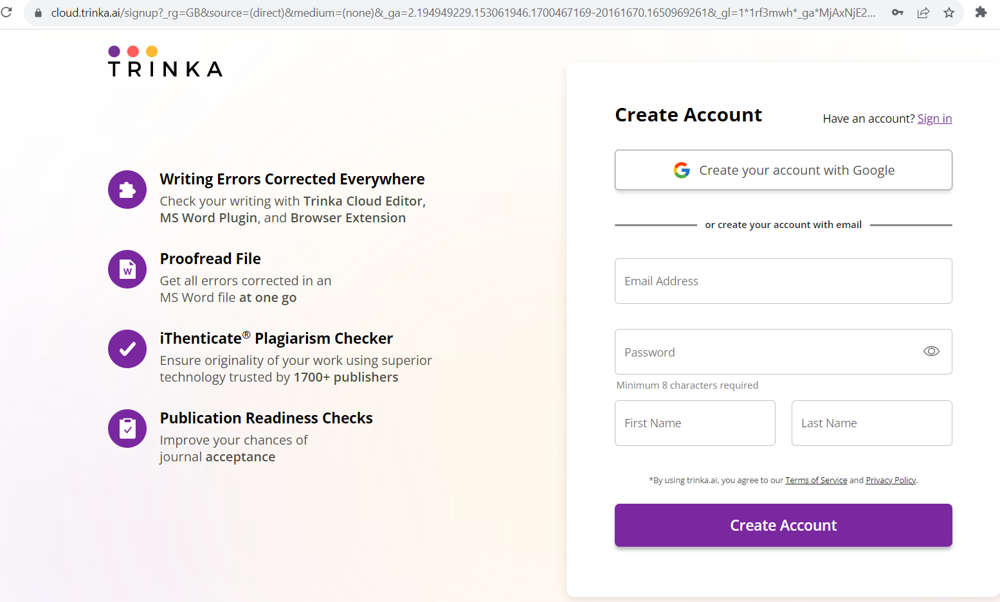 cloud.trinka.ai/signup?_rg=GB&source=(direct)&medium=(none)&_ga=2.194949229.153061946.1700467169-20161670.1650969261&_gl=1*1rf3mwh*_ga*MjAxNjE2...
TRINKA
Writing Errors Corrected Everywhere
Check your writing with Trinka Cloud Editor,
MS Word Plugin, and Browser Extension
W
Proofread File
Get all errors corrected in an
MS Word file at one go
iThenticate® Plagiarism Checker
Ensure originality of your work using superior
technology trusted by 1700+ publishers
Publication Readiness Checks
Improve your chances of
journal acceptance
Create Account
Have an account? Sign in
Create your account with Google
or create your account with email
Email Address
Password
Minimum 8 characters required
First Name
Last Name
*By using trinka.ai, you agree to our Terms of Service and Privacy Policy.
Create Account